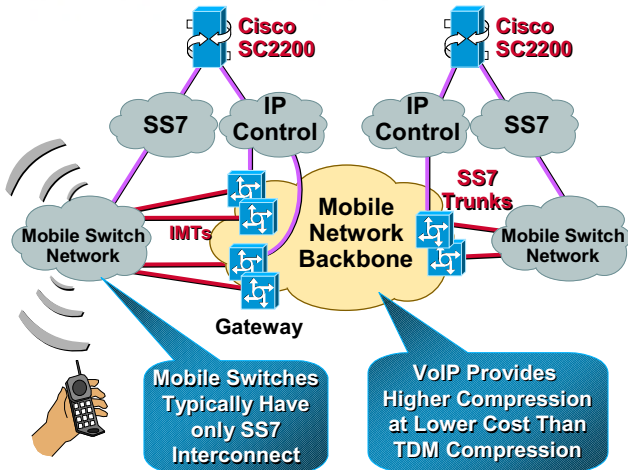 Cisco
SC2200
Cisco
SC2200
SS7
IP
Control
IP
Control
SS7
SS7
Trunks
IMTs
Mobile
Network
Backbone
Mobile Switch
Network
Mobile Switch
Network
Gateway
Mobile Switches
Typically Have
only SS7
Interconnect
VoIP Provides
Higher Compression
at Lower Cost Than
TDM Compression